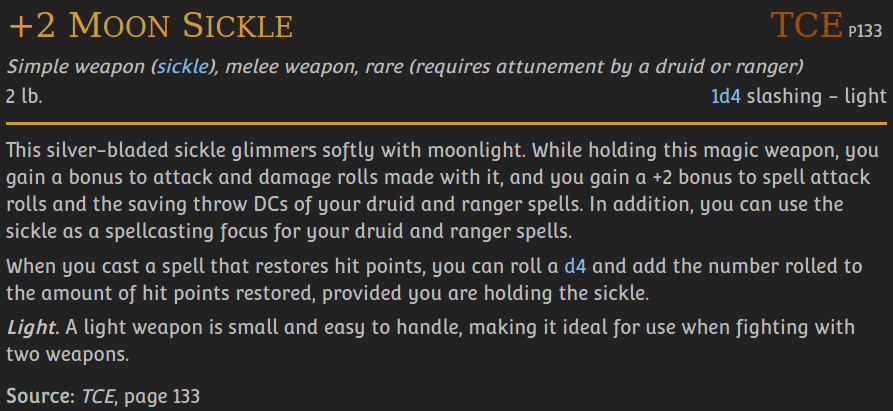 +2 Moon Sickle TCE P133
Simple weapon (sickle), melee weapon, rare (requires attunement by a druid or ranger)
2 lb. 1d4 slashing – light
This silver-bladed sickle glimmers softly with moonlight. While holding this magic weapon, you
gain a bonus to attack and damage rolls made with it, and you gain a +2 bonus to spell attack
rolls and the saving throw DCs of your druid and ranger spells. In addition, you can use the
sickle as a spellcasting focus for your druid and ranger spells.
When you cast a spell that restores hit points, you can roll a d4 and add the number rolled to
the amount of hit points restored, provided you are holding the sickle.
Light. A light weapon is small and easy to handle, making it ideal for use when fighting with
two weapons.
Source: TCE, page 133